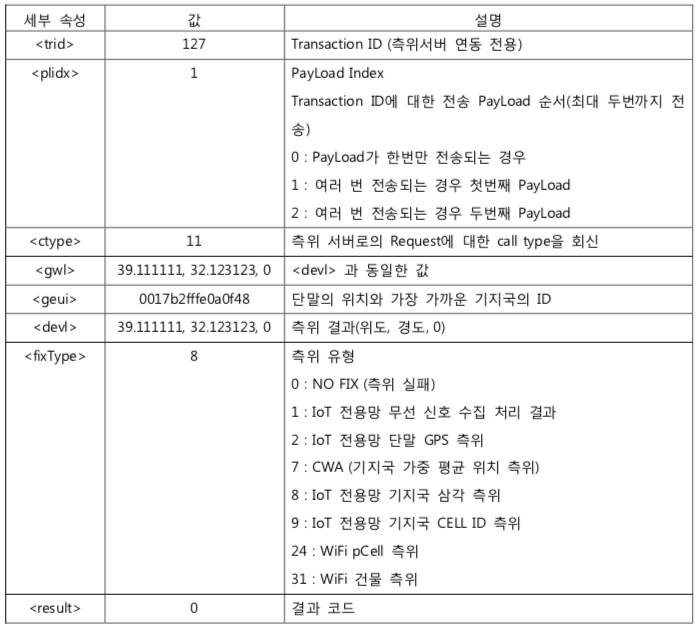 세부 속성 값 설명
<trid> 127 Transaction ID (측위서버 연동 전용)
<plidx> 1 PayLoad Index
Transaction ID에 대한 전송 PayLoad 순서(최대 두번까지 전
송)
0 : PayLoad가 한번만 전송되는 경우
1 : 여러 번 전송되는 경우 첫번째 PayLoad
2 : 여러 번 전송되는 경우 두번째 PayLoad
<ctype> 11 측위 서버로의 Request에 대한 call type을 회신
<gwl> 39.111111, 32.123123, 0 <devl> 과 동일한 값
<geui> 0017b2fffe0a0f48 단말의 위치와 가장 가까운 기지국의 ID
<devl> 39.111111, 32.123123, 0 측위 결과(위도, 경도, 0)
<fixType> 8 측위 유형
0 : NO FIX (측위 실패)
1 : IoT 전용망 무선 신호 수집 처리 결과
2 : IoT 전용망 단말 GPS 측위
7 : CWA (기지국 가중 평균 위치 측위)
8 : IoT 전용망 기지국 삼각 측위
9 : IoT 전용망 기지국 CELL ID 측위
24 : WiFi pCell 측위
31 : WiFi 건물 측위
<result> 0 결과 코드